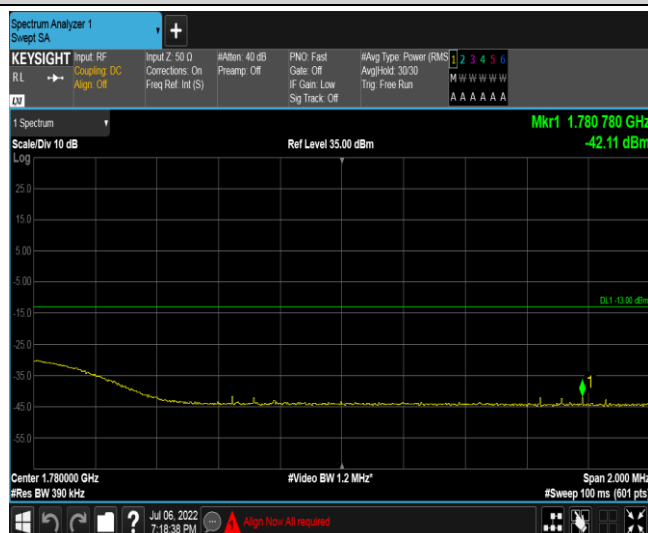 Spectrum Analyzer 1
Swept SA
+
KEYSIGHT
RL
LXI
Input: RF
Coupling: DC
Align: Off
Input Z: 50 Ω
Corrections: On
Freq Ref: Int (S)
#Atten: 40 dB
Preamp: Off
PNO: Fast
Gate: Off
IF Gain: Low
Sig Track: Off
#Avg Type: Power (RMS
Avg|Hold: 30/30
Trig: Free Run
1 2 3 4 5 6
M W W W W W
A A A A A A
1 Spectrum
Scale/Div 10 dB
Ref Level 35.00 dBm
Mkr1 1.780 780 GHz
-42.11 dBm
Log
25.0
15.0
5.00
-5.00
DL1 -13.00 dBm
-15.0
-25.0
1
-35.0
-45.0
-55.0
Center 1.780000 GHz
#Video BW 1.2 MHz*
Span 2.000 MHz
#Res BW 390 kHz
#Sweep 100 ms (601 pts)
?
Jul 06, 2022
7:18:38 PM
1
Align Now All required